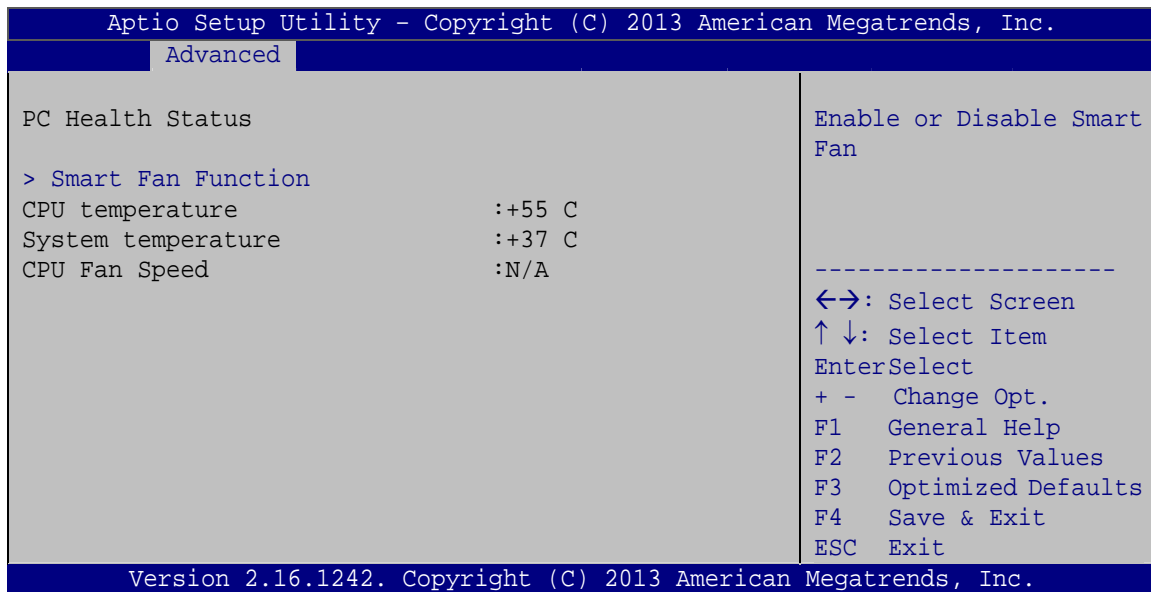 Aptio Setup Utility – Copyright (C) 2013 American Megatrends, Inc.
Advanced
PC Health Status
> Smart Fan Function
CPU temperature :+55 C
System temperature :+37 C
CPU Fan Speed :N/A
Enable or Disable Smart
Fan
---------------------
←→: Select Screen
↑ ↓: Select Item
EnterSelect
+ - Change Opt.
F1 General Help
F2 Previous Values
F3 Optimized Defaults
F4 Save & Exit
ESC Exit
Version 2.16.1242. Copyright (C) 2013 American Megatrends, Inc.